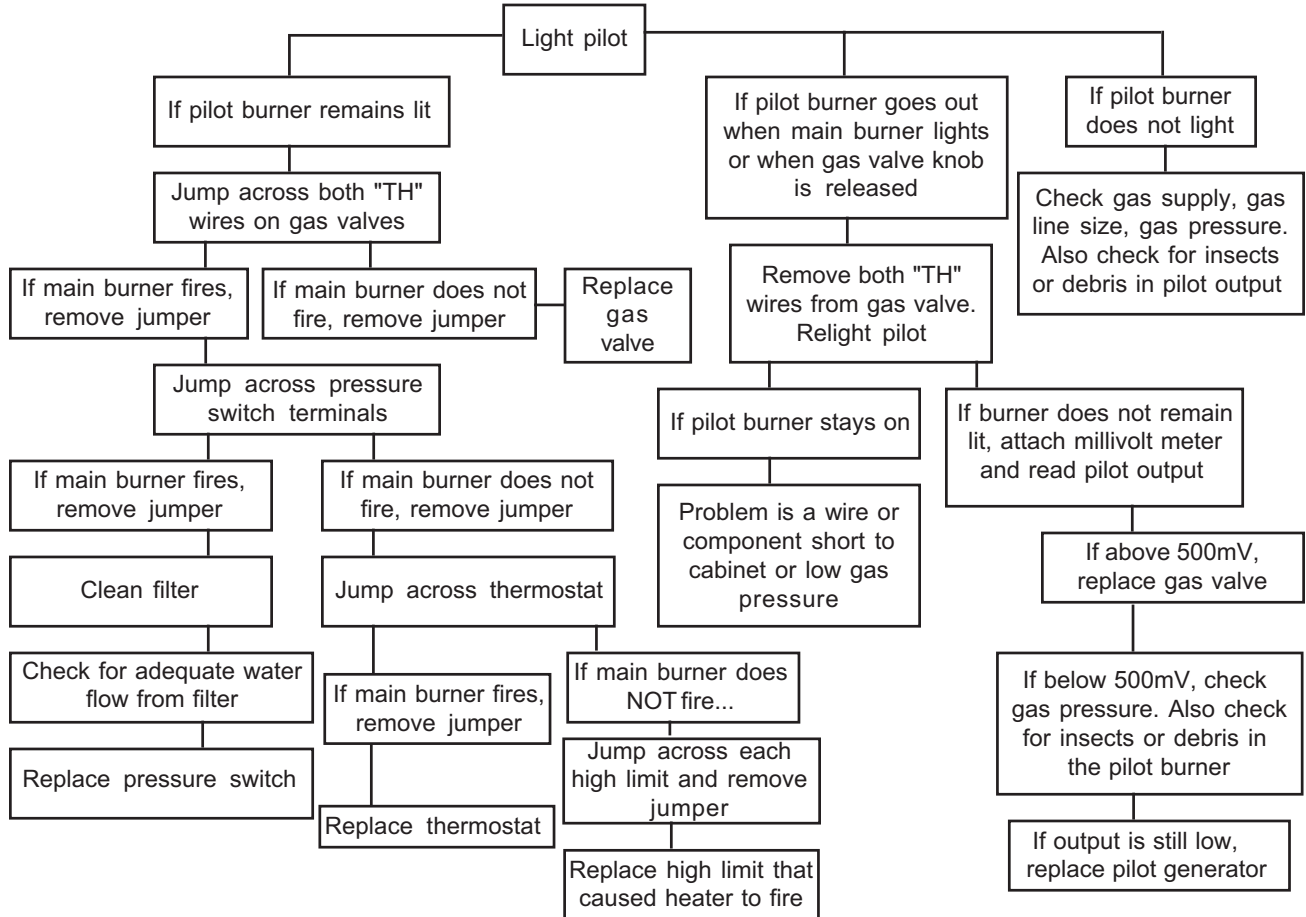 Light pilot
If pilot burner remains lit
Jump across both "TH"
wires on gas valves
If main burner fires,
remove jumper
If main burner does not
fire, remove jumper
Replace
gas
valve
Jump across pressure
switch terminals
If main burner fires,
remove jumper
Clean filter
Check for adequate water
flow from filter
Replace pressure switch
If main burner does not
fire, remove jumper
Jump across thermostat
If main burner fires,
remove jumper
Replace thermostat
If main burner does
NOT fire...
Jump across each
high limit and remove
jumper
Replace high limit that
caused heater to fire
If pilot burner goes out
when main burner lights
or when gas valve knob
is released
Remove both "TH"
wires from gas valve.
Relight pilot
If pilot burner stays on
Problem is a wire or
component short to
cabinet or low gas
pressure
If burner does not remain
lit, attach millivolt meter
and read pilot output
If above 500mV,
replace gas valve
If below 500mV, check
gas pressure. Also check
for insects or debris in
the pilot burner
If output is still low,
replace pilot generator
If pilot burner
does not light
Check gas supply, gas
line size, gas pressure.
Also check for insects
or debris in pilot output